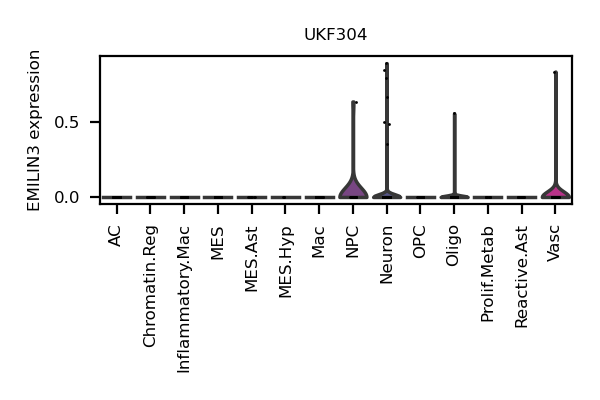 UKF304
EMILIN3 expression
0.5
0.0
AC
Chromatin.Reg
Inflammatory.Mac
MES
MES.Ast
MES.Hyp
Mac
NPC
Neuron
OPC
Oligo
Prolif.Metab
Reactive.Ast
Vasc